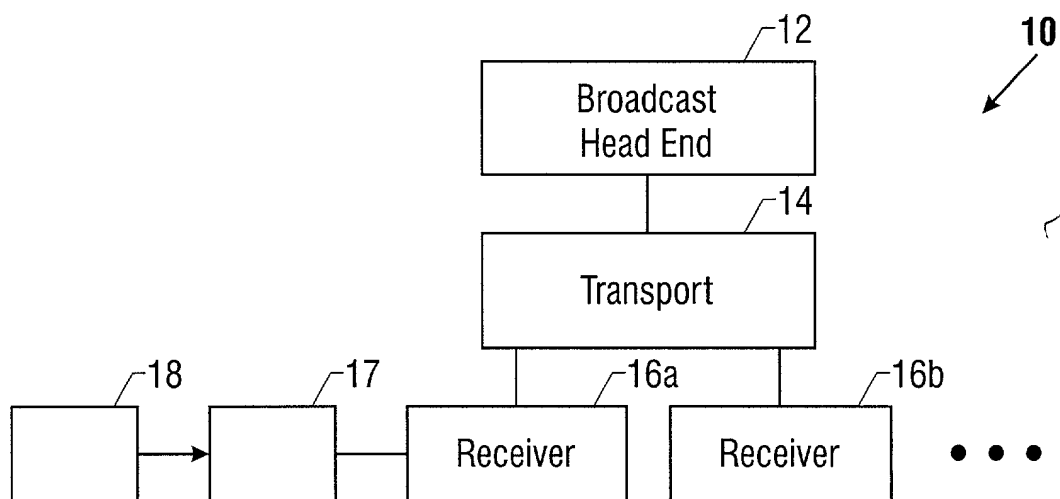 12
10
Broadcast
Head End
14
Transport
18
17
16a
16b
Receiver
Receiver